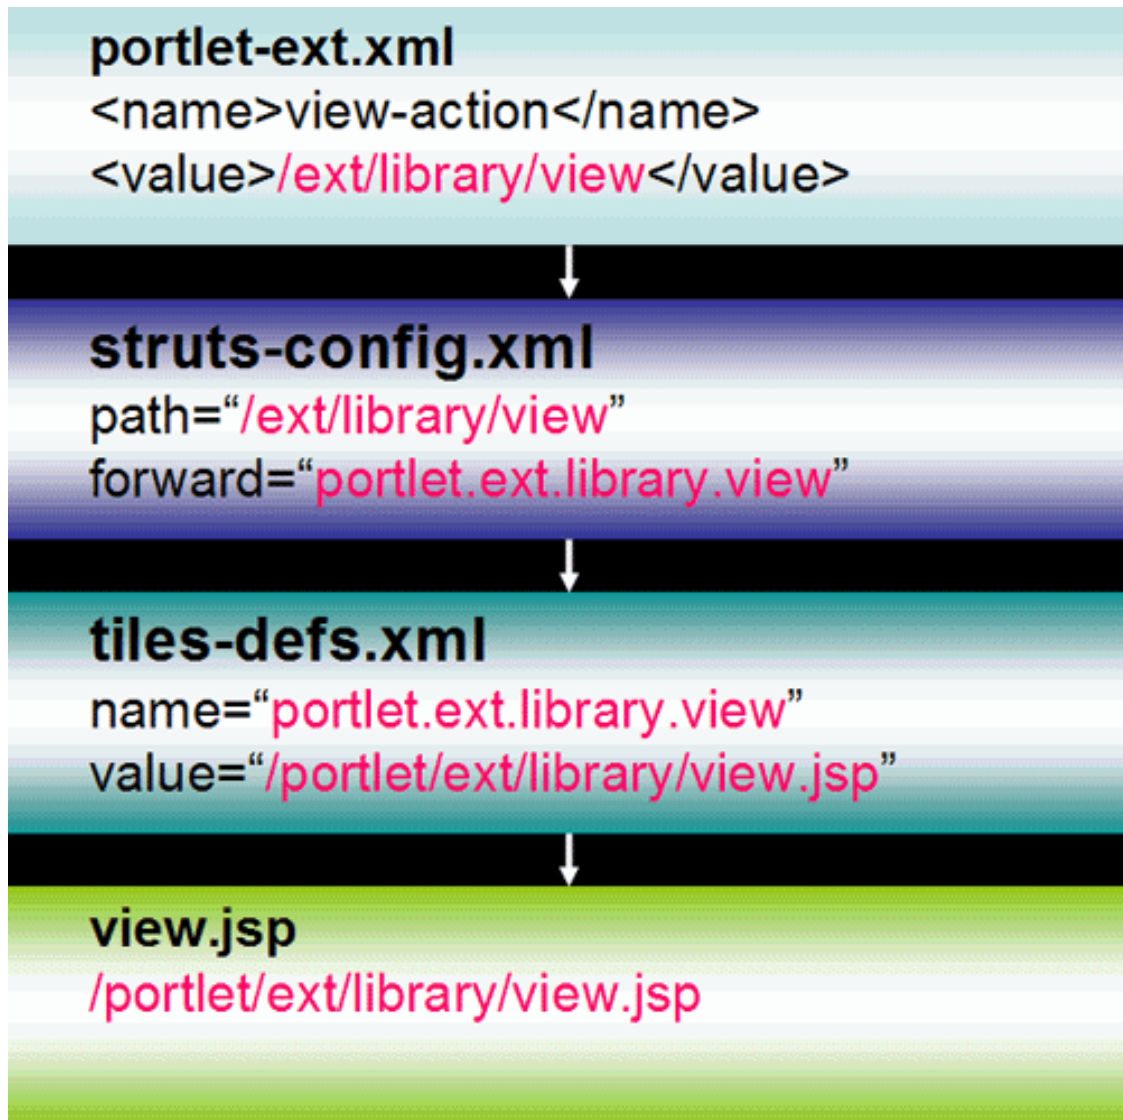 portlet-ext.xml
<name>view-action</name>
<value>/ext/library/view</value>
struts-config.xml
path=“/ext/library/view”
forward=“portlet.ext.library.view”
tiles-defs.xml
name=“portlet.ext.library.view”
value=“/portlet/ext/library/view.jsp”
view.jsp
/portlet/ext/library/view.jsp